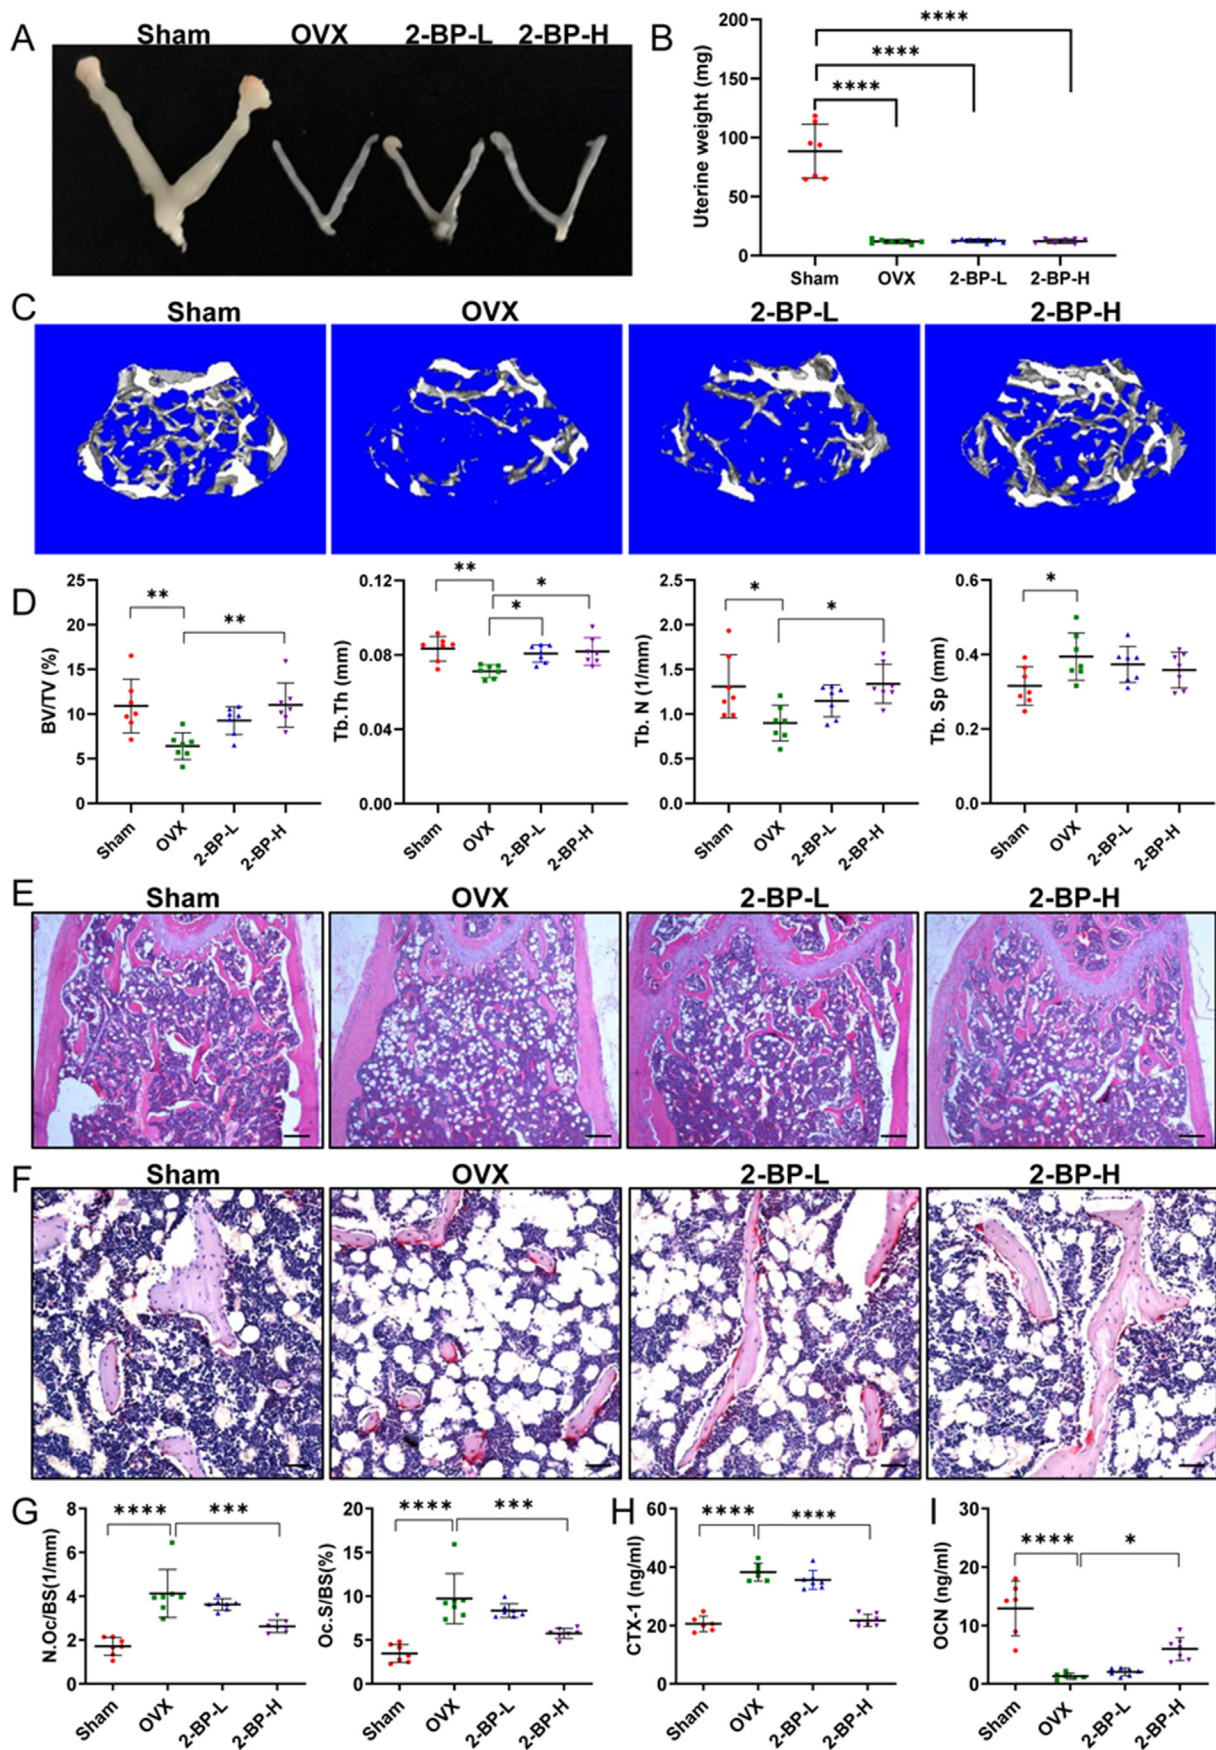 A Sham OVX 2-BP-L 2-BP-H
B
Uterine weight (mg)
200
150
100
50
0
****
****
****
Sham OVX 2-BP-L 2-BP-H
C Sham OVX 2-BP-L 2-BP-H
D
BV/TV (%)
25
20
15
10
5
0
**
**
Sham OVX 2-BP-L 2-BP-H
Tb.Th (mm)
0.12
0.08
0.04
0.00
**
*
*
Sham OVX 2-BP-L 2-BP-H
Tb. N (1/mm)
2.5
2.0
1.5
1.0
0.5
0.0
*
*
Sham OVX 2-BP-L 2-BP-H
Tb. Sp (mm)
0.6
0.4
0.2
0.0
*
Sham OVX 2-BP-L 2-BP-H
E Sham OVX 2-BP-L 2-BP-H
F Sham OVX 2-BP-L 2-BP-H
G
N.Oc/BS(1/mm)
8
6
4
2
0
**** ***
Sham OVX 2-BP-L 2-BP-H
Oc.S/BS(%)
20
15
10
5
0
**** ***
Sham OVX 2-BP-L 2-BP-H
H
CTX-1 (ng/ml)
60
40
20
0
**** ****
Sham OVX 2-BP-L 2-BP-H
I
OCN (ng/ml)
30
20
10
0
**** *
Sham OVX 2-BP-L 2-BP-H